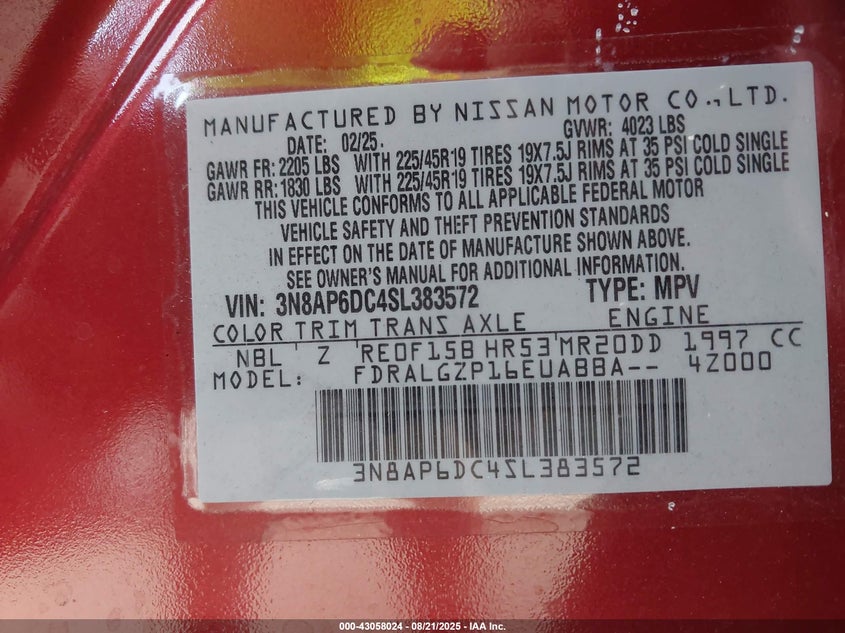 MANUFACTURED BY NISSAN MOTOR CO.,LTD.
DATE: 02/25. GVWR: 4023 LBS
GAWR FR: 2205 LBS WITH 225/45R19 TIRES 19X7.5J RIMS AT 35 PSI COLD SINGLE
GAWR RR: 1830 LBS WITH 225/45R19 TIRES 19X7.5J RIMS AT 35 PSI COLD SINGLE
THIS VEHICLE CONFORMS TO ALL APPLICABLE FEDERAL MOTOR
VEHICLE SAFETY AND THEFT PREVENTION STANDARDS
IN EFFECT ON THE DATE OF MANUFACTURE SHOWN ABOVE.
SEE OWNER'S MANUAL FOR ADDITIONAL INFORMATION.
VIN: 3N8AP6DC4SL383572 TYPE: MPV
COLOR TRIM TRANS AXLE ENGINE
NBL Z RE0F15B HR53 MR20DD 1997 CC
MODEL: FDRALGZP16EUABBA-- 4Z000
3N8AP6DC4SL383572
000-43058024 - 08/21/2025 - IAA Inc.